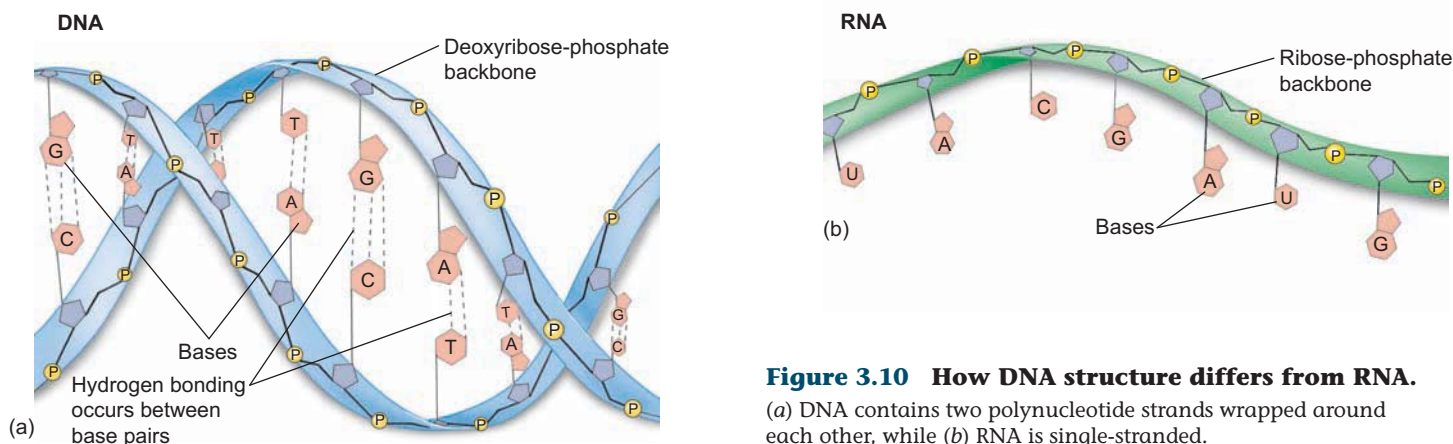 DNA
Deoxyribose-phosphate
backbone
P P P P P
G T A T T A G P
C C A T P
P P P T A G C
P P P P P
Bases
Hydrogen bonding
occurs between
base pairs
(a)
RNA
Ribose-phosphate
backbone
P P P P P P P
U A C G A U G
Bases
(b)
Figure 3.10 How DNA structure differs from RNA.
(a) DNA contains two polynucleotide strands wrapped around
each other, while (b) RNA is single-stranded.